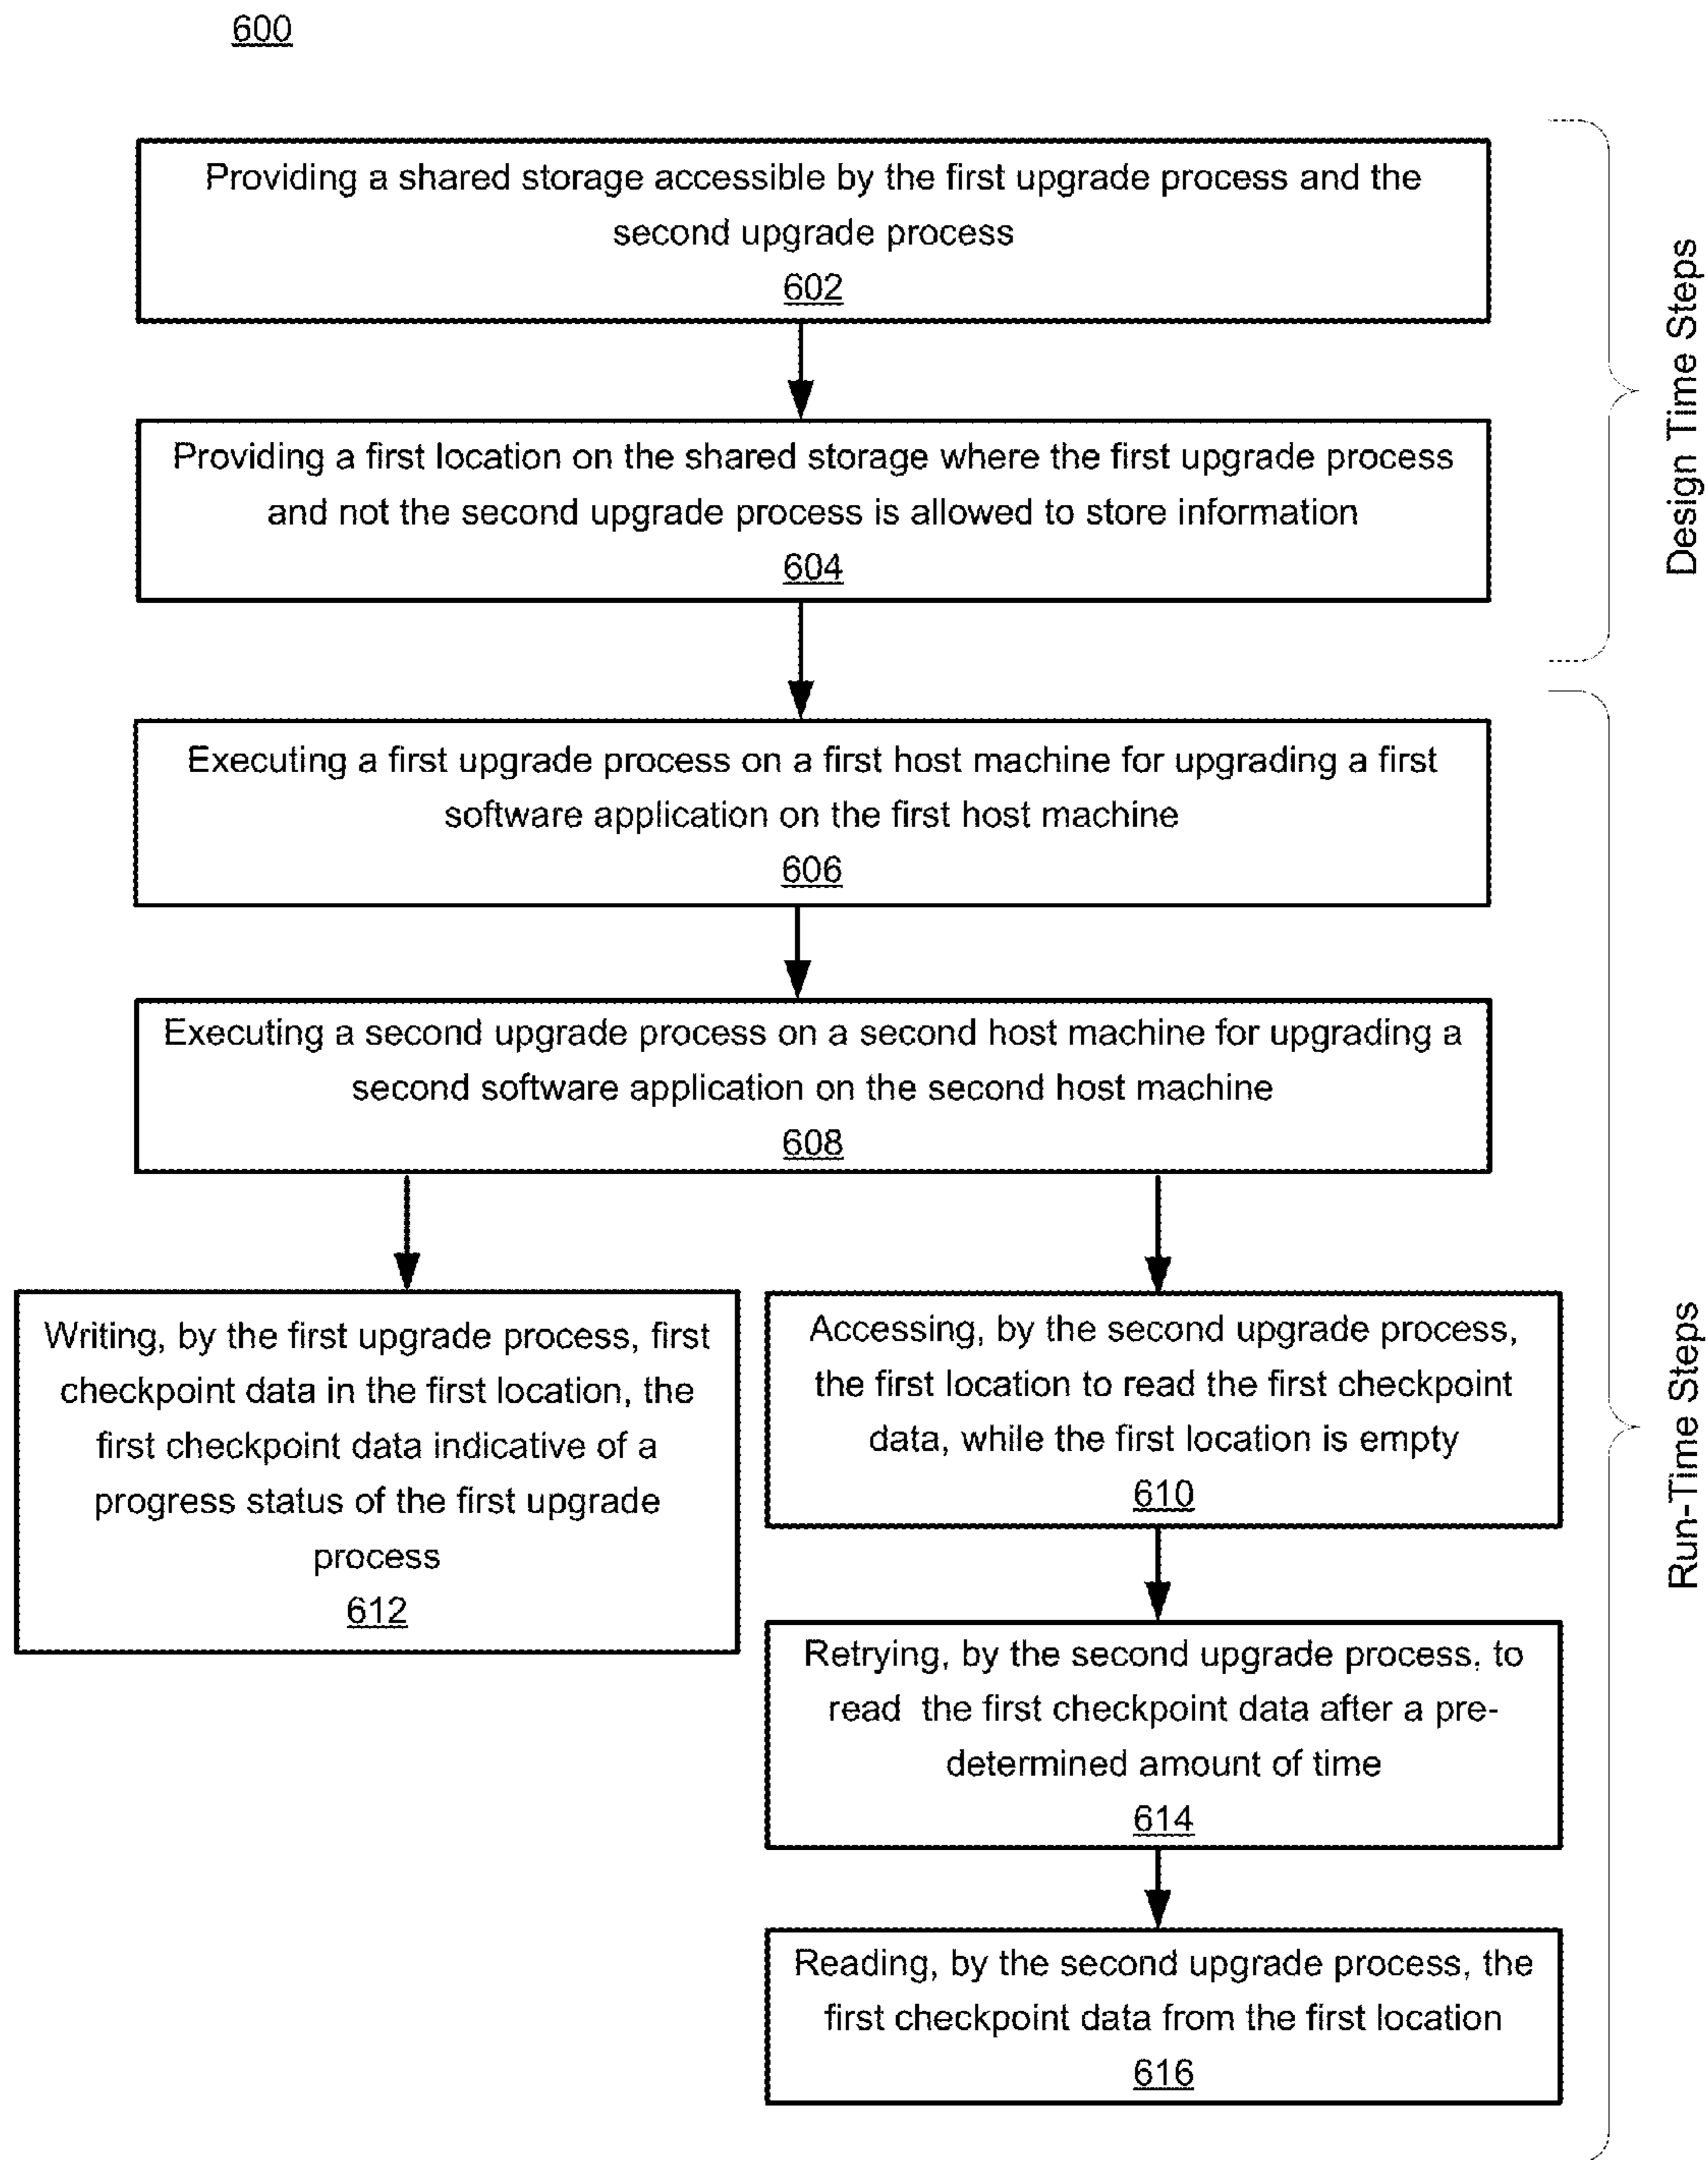 600
Providing a shared storage accessible by the first upgrade process and the
second upgrade process
602
Providing a first location on the shared storage where the first upgrade process
and not the second upgrade process is allowed to store information
604
Design Time Steps
Executing a first upgrade process on a first host machine for upgrading a first
software application on the first host machine
606
Executing a second upgrade process on a second host machine for upgrading a
second software application on the second host machine
608
Writing, by the first upgrade process, first
checkpoint data in the first location, the
first checkpoint data indicative of a
progress status of the first upgrade
process
612
Accessing, by the second upgrade process,
the first location to read the first checkpoint
data, while the first location is empty
610
Retrying, by the second upgrade process, to
read the first checkpoint data after a pre-
determined amount of time
614
Reading, by the second upgrade process, the
first checkpoint data from the first location
616
Run-Time Steps